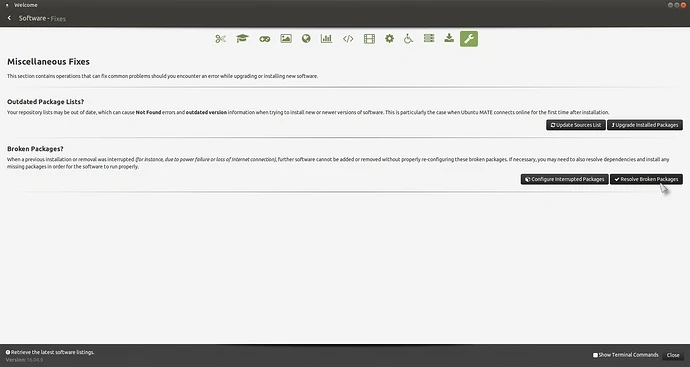 Welcome
Software - Fixes
Miscellaneous Fixes
This section contains operations that can fix common problems should you encounter an error while upgrading or installing new software.
Outdated Package Lists?
Your repository lists may be out of date, which can cause Not Found errors and outdated version information when trying to install new or newer versions of software. This is particularly the case when Ubuntu MATE connects online for the first time after installation.
Update Sources List
Upgrade Installed Packages
Broken Packages?
When a previous installation or removal was interrupted (for instance, due to power failure or loss of Internet connection), further software cannot be added or removed without properly re-configuring these broken packages. If necessary, you may need to also resolve dependencies and install any
missing packages in order for the software to run properly.
Configure Interrupted Packages
Resolve Broken Packages
Retrieve the latest software listings.
Version: 16.04.9
Show Terminal Commands
Close